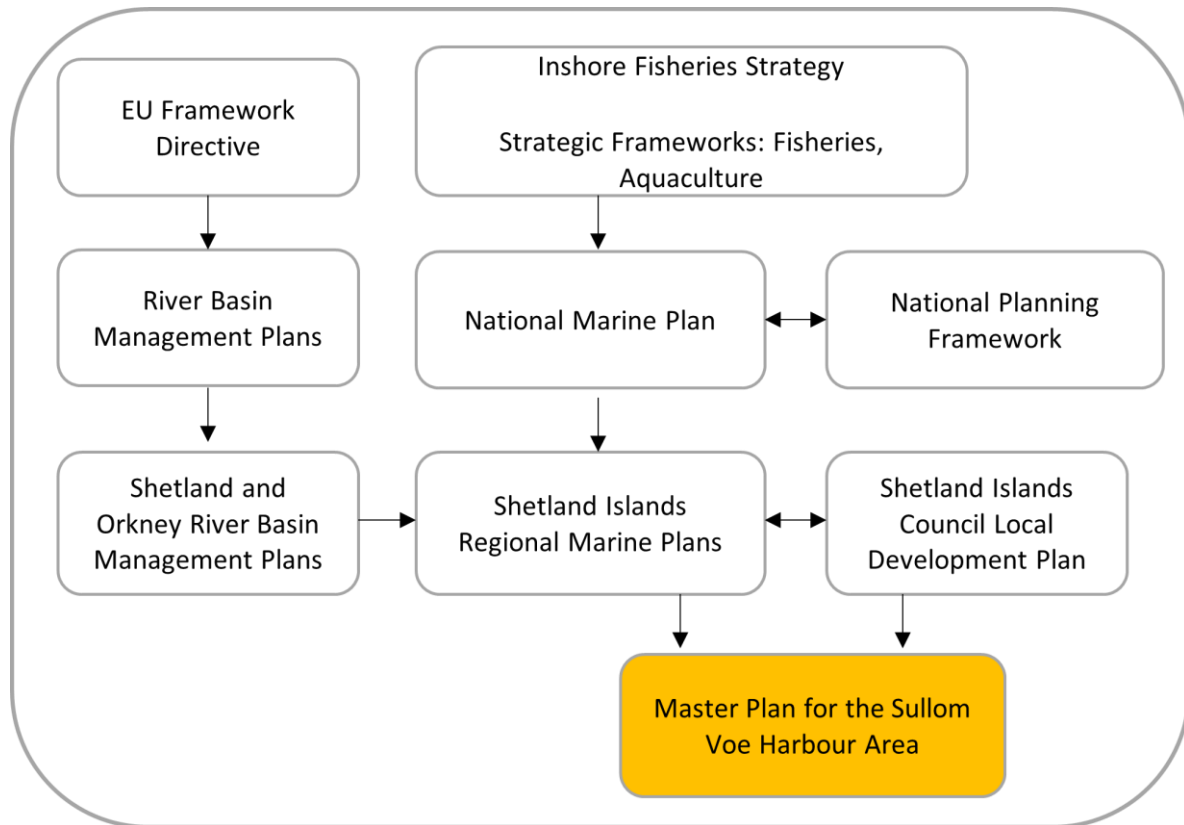 EU Framework
Directive
Inshore Fisheries Strategy
Strategic Frameworks: Fisheries,
Aquaculture
River Basin
Management Plans
National Marine Plan
National Planning
Framework
Shetland and
Orkney River Basin
Management Plans
Shetland Islands
Regional Marine Plans
Shetland Islands
Council Local
Development Plan
Master Plan for the Sullom
Voe Harbour Area